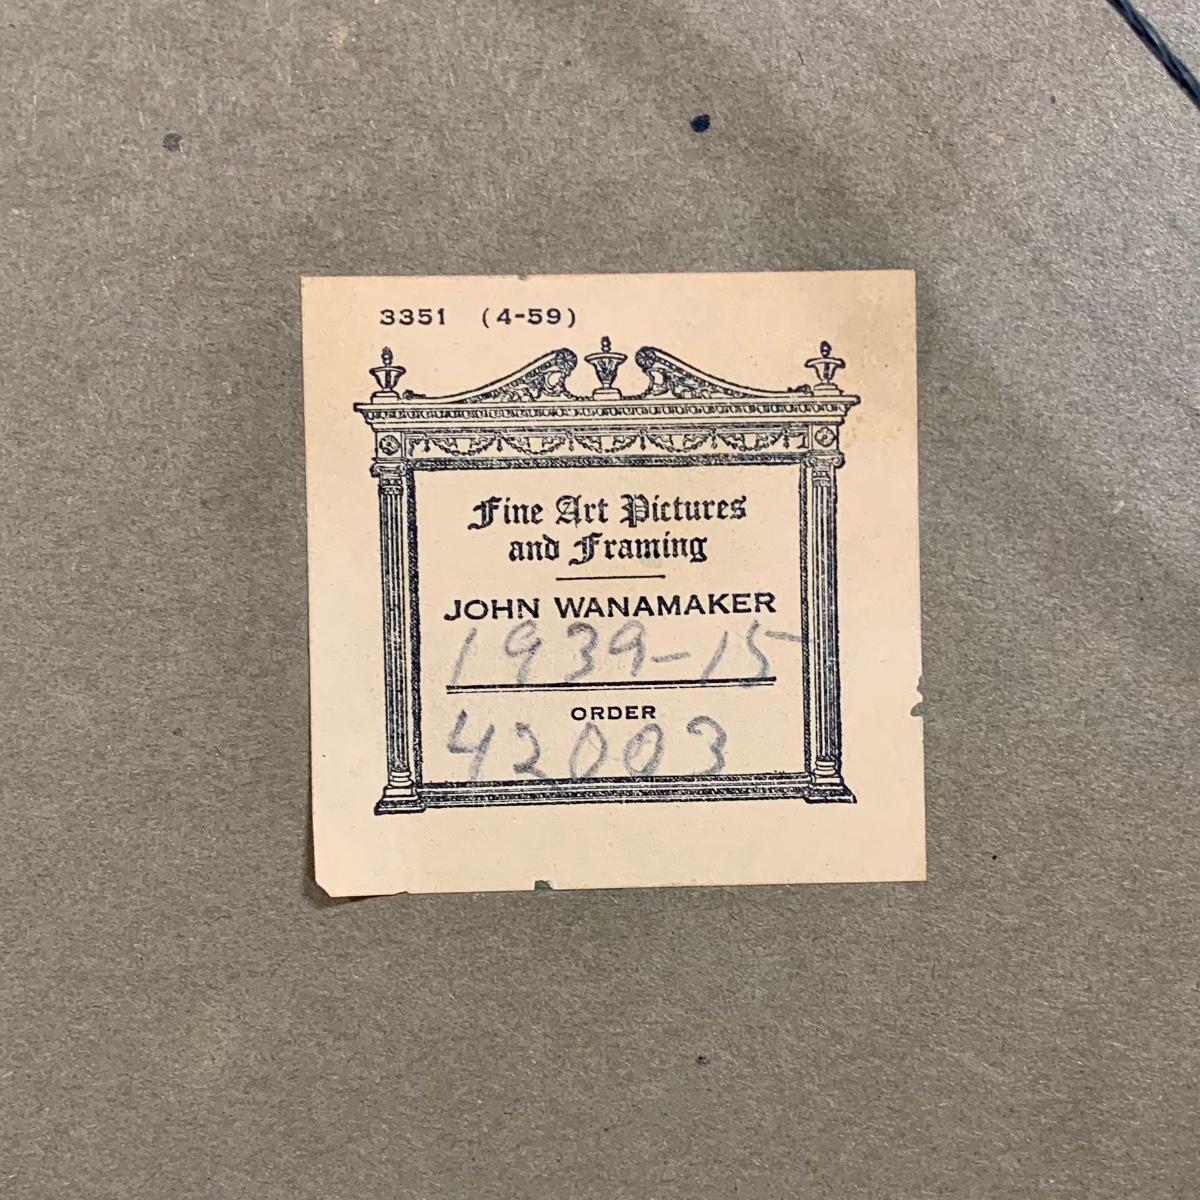 3351 (4-59)
Fine Art Pictures
and Framing
JOHN WANAMAKER
1939-15
ORDER
42003